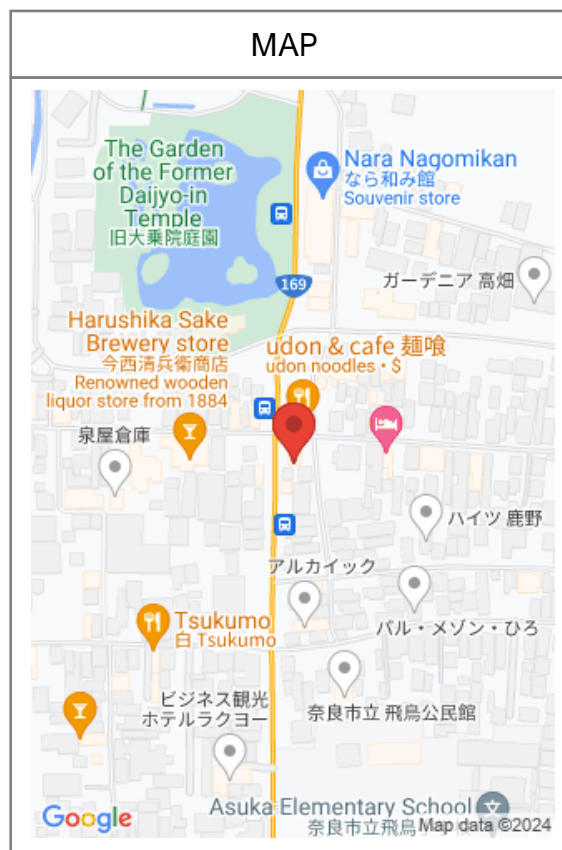 MAP
The Garden
of the Former
Daijyo-in
Temple
旧大乗院庭園
Nara Nagomikan
なら和み館
Souvenir store
169
ガーデニア 高畑
Harushika Sake
Brewery store
今西清兵衛商店
Renowned wooden
liquor store from 1884
udon & cafe 麺喰
udon noodles • $
泉屋倉庫
ハイツ 鹿野
アルカイック
パル・メゾン・ひろ
Tsukumo
白 Tsukumo
ビジネス観光
ホテルラクヨー
奈良市立 飛鳥公民館
Asuka Elementary School
奈良市立飛鳥
Google
Map data ©2024